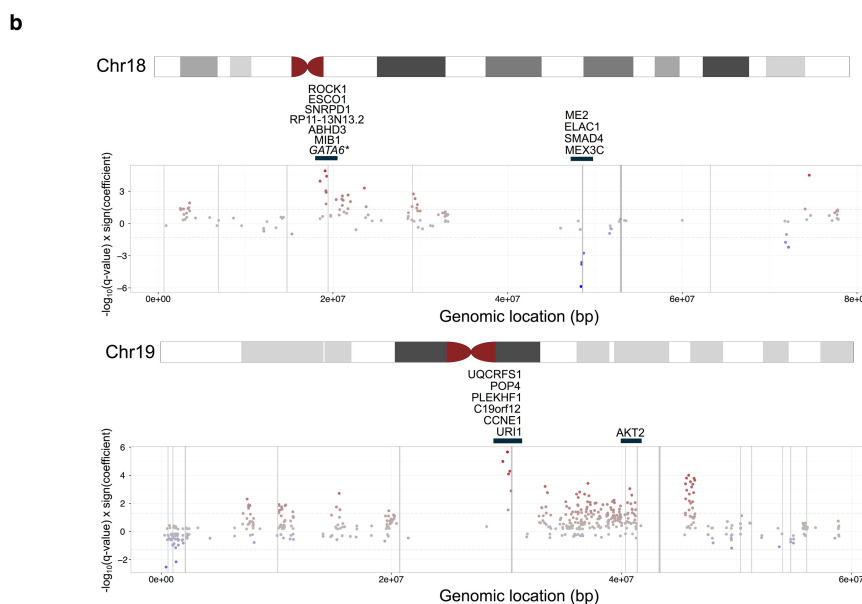 b
Chr18
ROCK1
ESCO1
SNRPD1
RP11-13N13.2
ABHD3
MIB1
GATA6*
ME2
ELAC1
SMAD4
MEX3C
-log10(q-value) x sign(coefficient)
3
0
−3
−6
0e+00
2e+07
4e+07
6e+07
8e+0
Genomic location (bp)
Chr19
UQCRFS1
POP4
PLEKHF1
C19orf12
CCNE1
URI1
AKT2
-log10(q-value) x sign(coefficient)
6
4
2
0
−2
0e+00
2e+07
4e+07
6e+07
Genomic location (bp)